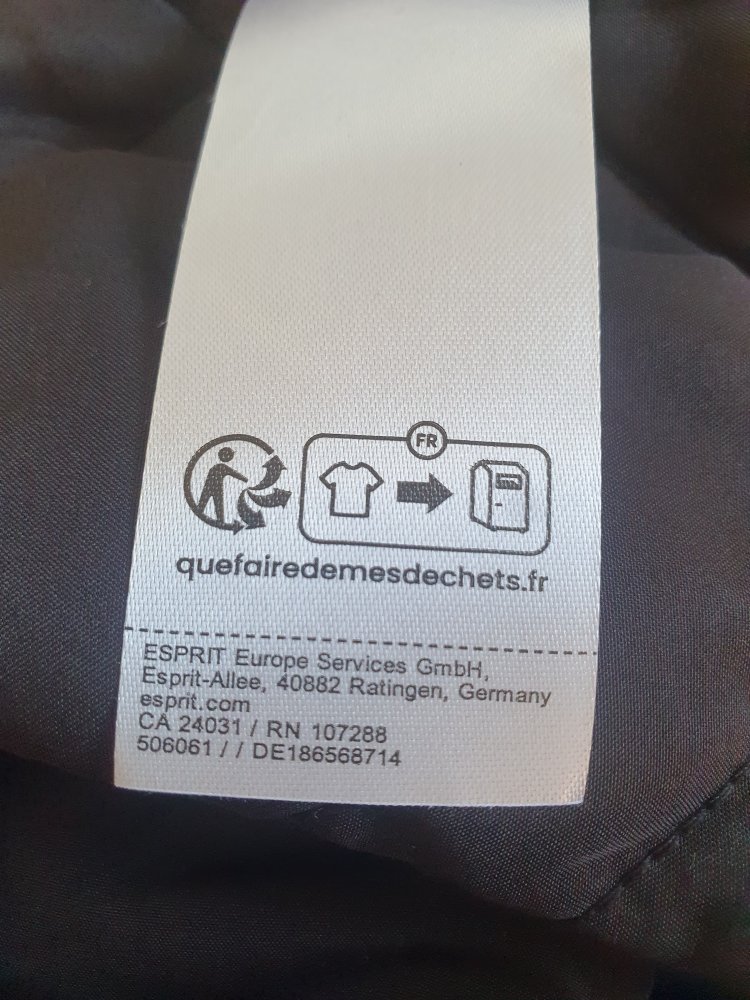 FR
quefairedemesdechets.fr
ESPRIT Europe Services GmbH,
Esprit-Allee, 40882 Ratingen, Germany
esprit.com
CA 24031 / RN 107288
506061 / / DE186568714